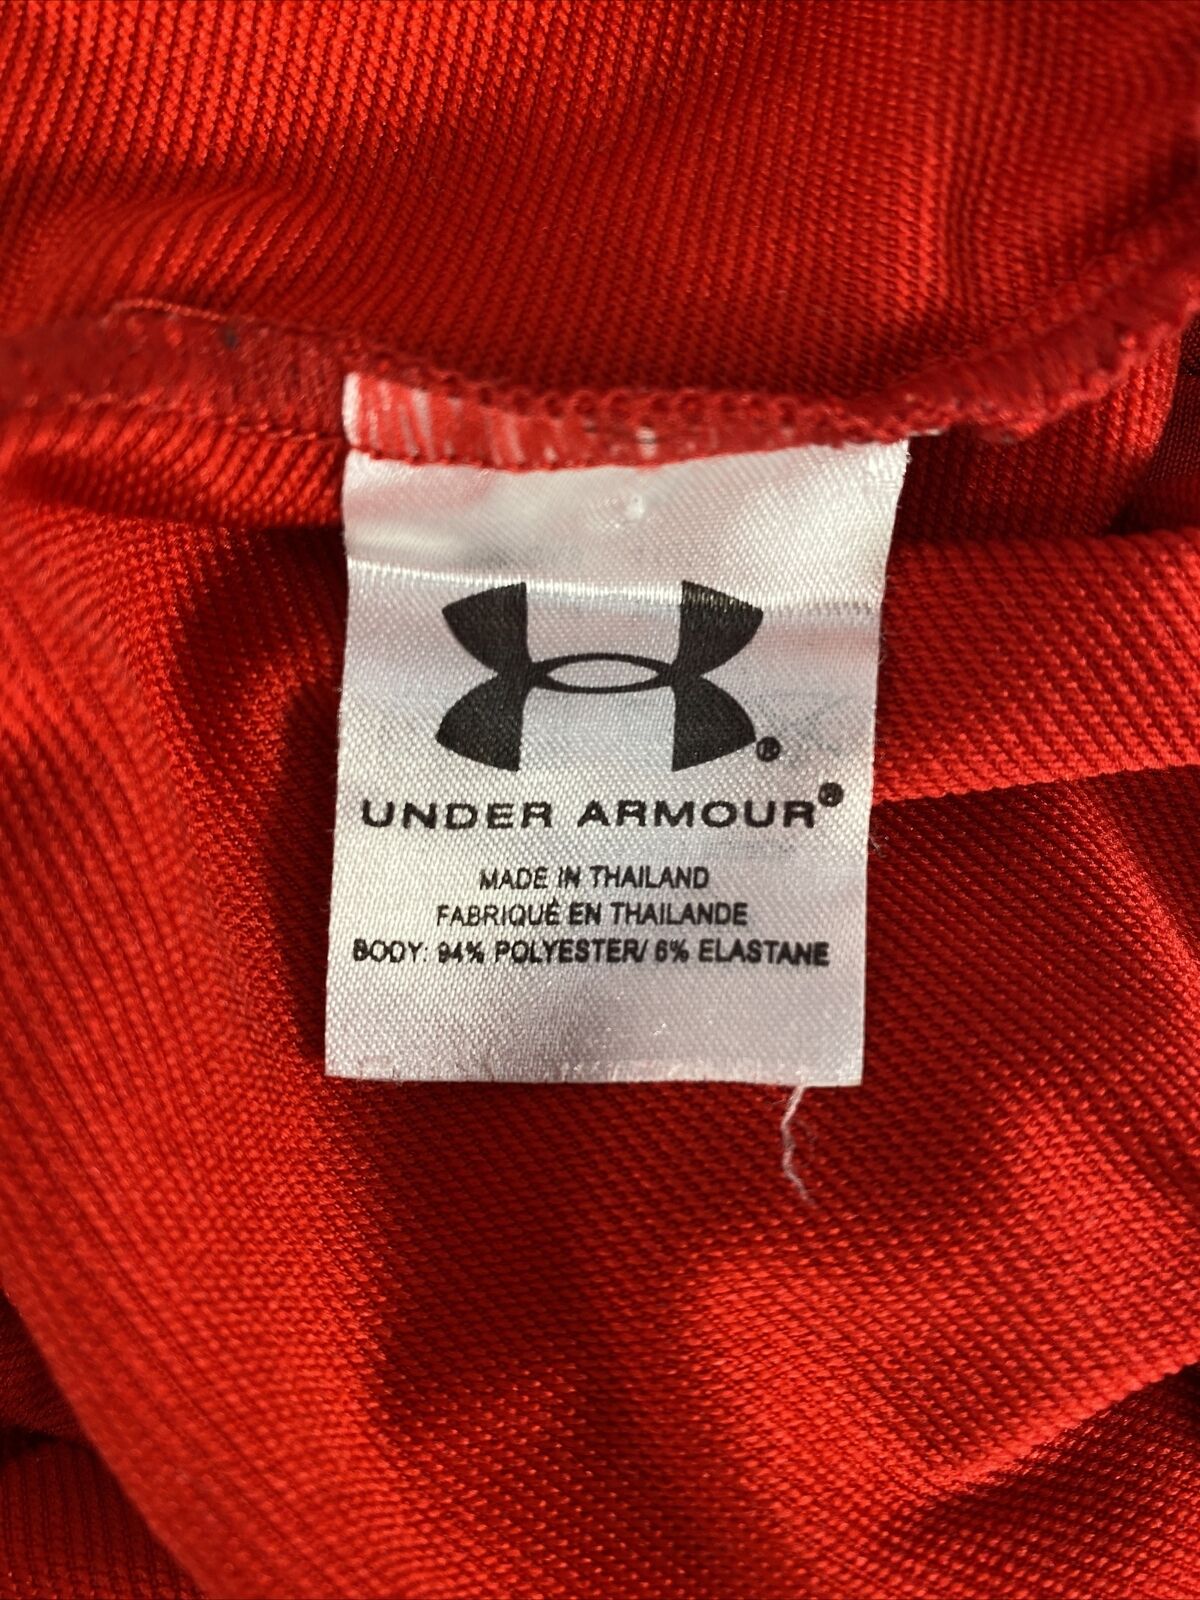 UNDER ARMOUR®
MADE IN THAILAND
FABRIQUÉ EN THAILANDE
BODY: 94% POLYESTER/ 6% ELASTANE